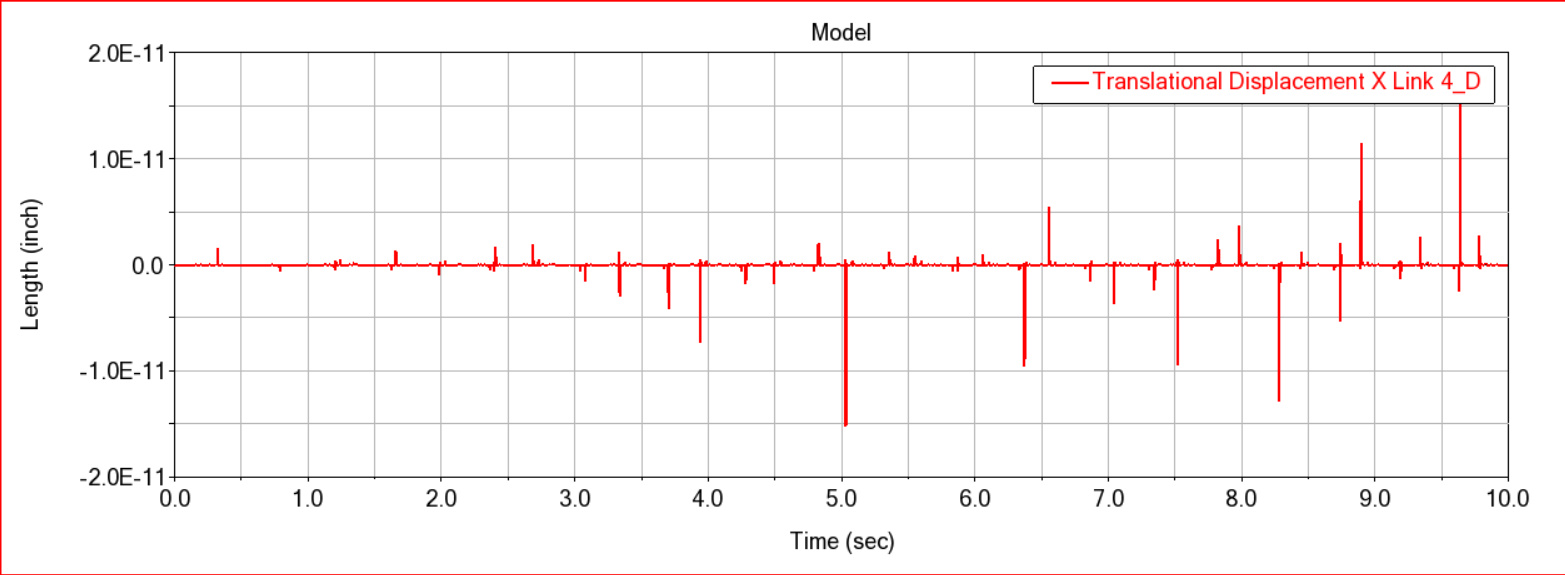 Model
Translational Displacement X Link 4_D
2.0E-11
1.0E-11
0.0
-1.0E-11
-2.0E-11
Length (inch)
0.0 1.0 2.0 3.0 4.0 5.0 6.0 7.0 8.0 9.0 10.0
Time (sec)